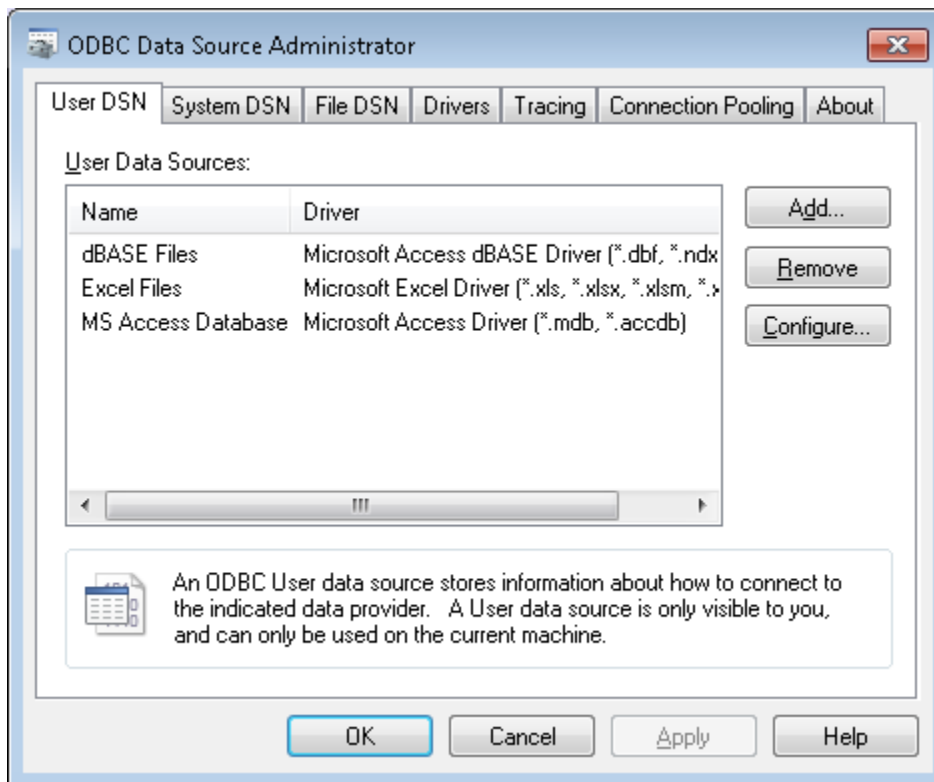 ODBC Data Source Administrator
User DSN System DSN File DSN Drivers Tracing Connection Pooling About
User Data Sources:
Name Driver
Add...
dBASE Files Microsoft Access dBASE Driver (*.dbf, *.ndx
Remove
Excel Files Microsoft Excel Driver (*.xls, *.xlsx, *.xlsm, *.x
MS Access Database Microsoft Access Driver (*.mdb, *.accdb)
Configure...
An ODBC User data source stores information about how to connect to
the indicated data provider. A User data source is only visible to you,
and can only be used on the current machine.
OK Cancel Apply Help